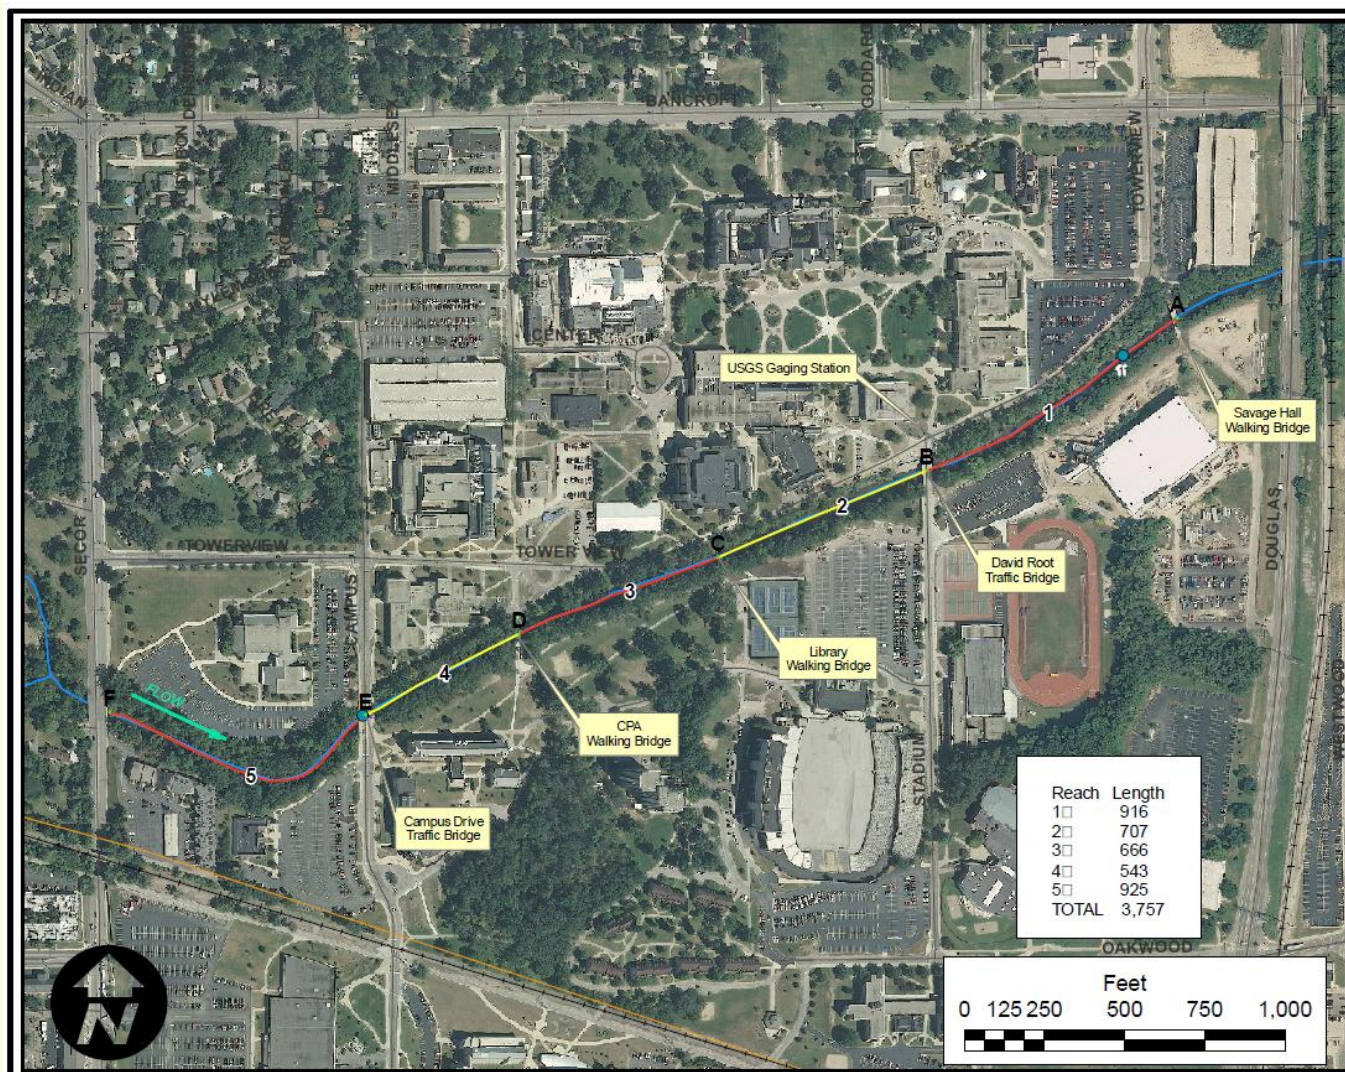 INDIAN
BANCROFT
GODDARD
MIDDLESEX
TOWERVIEW
A
CENTER
USGS Gaging Station
11
1
Savage Hall
Walking Bridge
B
SECOR
2
DOUGLAS
TOWERVIEW
TOWER VIEW
C
David Root
Traffic Bridge
CAMPUS
3
D
Library
Walking Bridge
4
WESTWOOD
F
FLOW
E
CPA
Walking Bridge
5
STADIUM
Campus Drive
Traffic Bridge
Reach Length
1 916
2 707
3 666
4 543
5 925
TOTAL 3,757
OAKWOOD
N
Feet
0 125 250 500 750 1,000